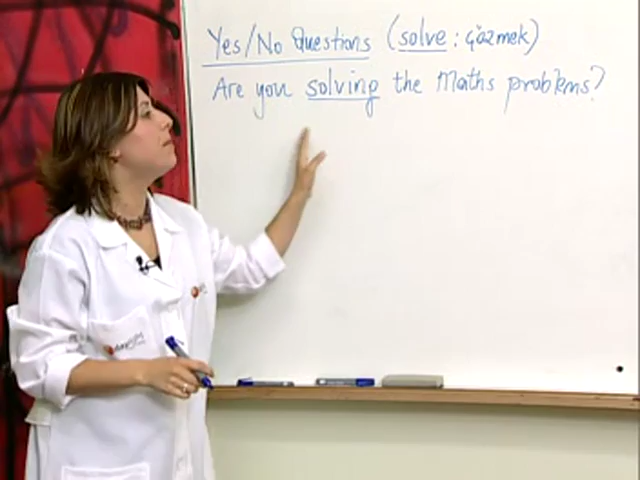 Yes/No Questions (solve : çözmek)
Are you solving the Maths problems?